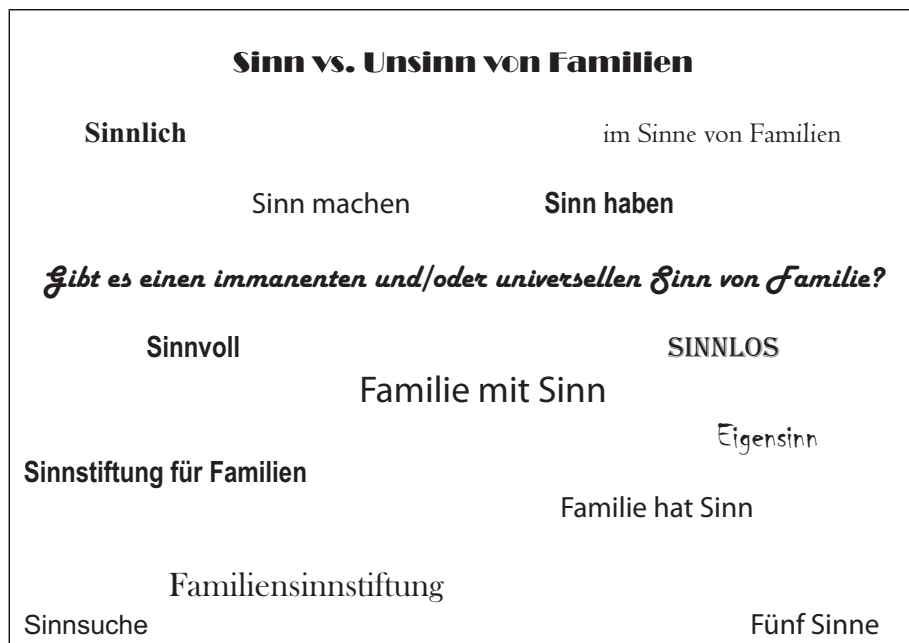 Sinn vs. Unsinn von Familien
Sinnlich
im Sinne von Familien
Sinn machen
Sinn haben
Gibt es einen immanenten und/oder universellen Sinn von Familie?
Sinnvoll
SINNLOS
Familie mit Sinn
Eigensinn
Sinnstiftung für Familien
Familie hat Sinn
Familiensinnstiftung
Sinnsuche
Fünf Sinne